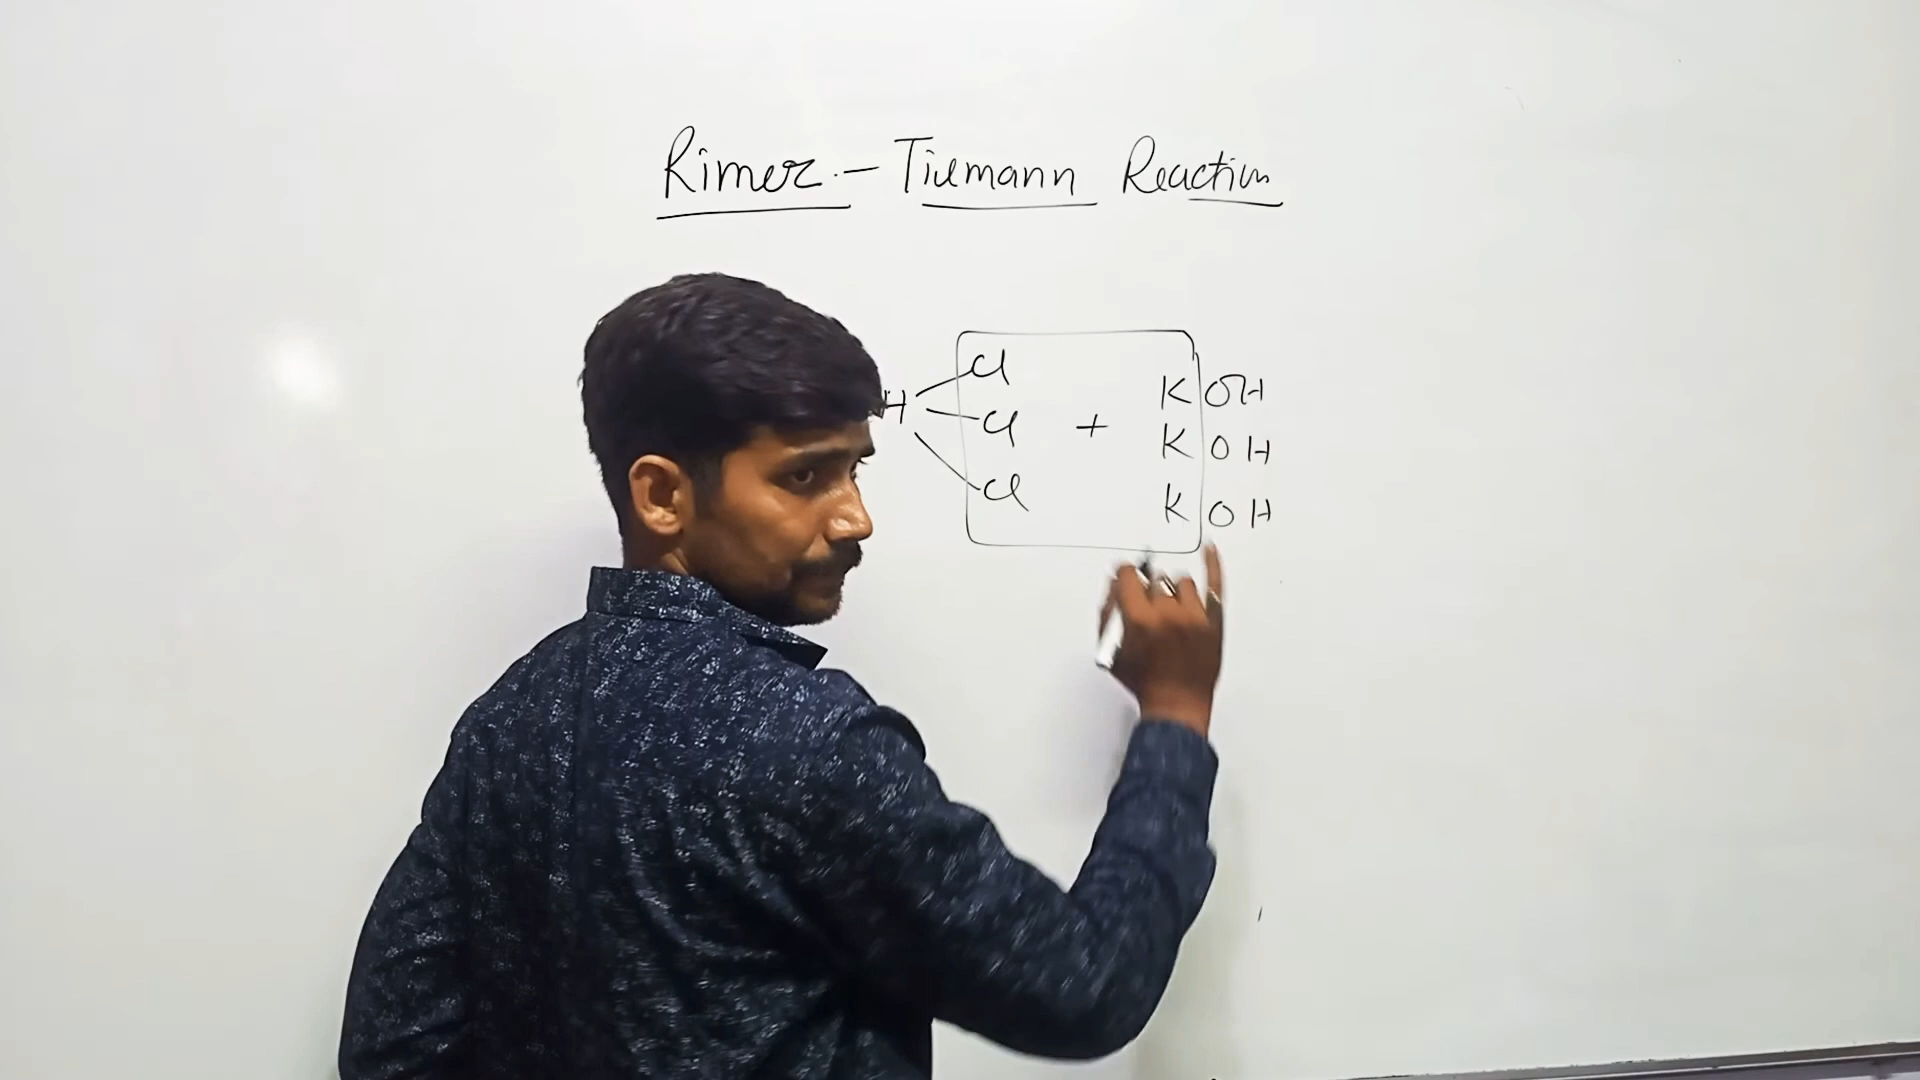 Rimer - Tiemann Reaction
Cl
H Cl + K OH
Cl K OH
K OH